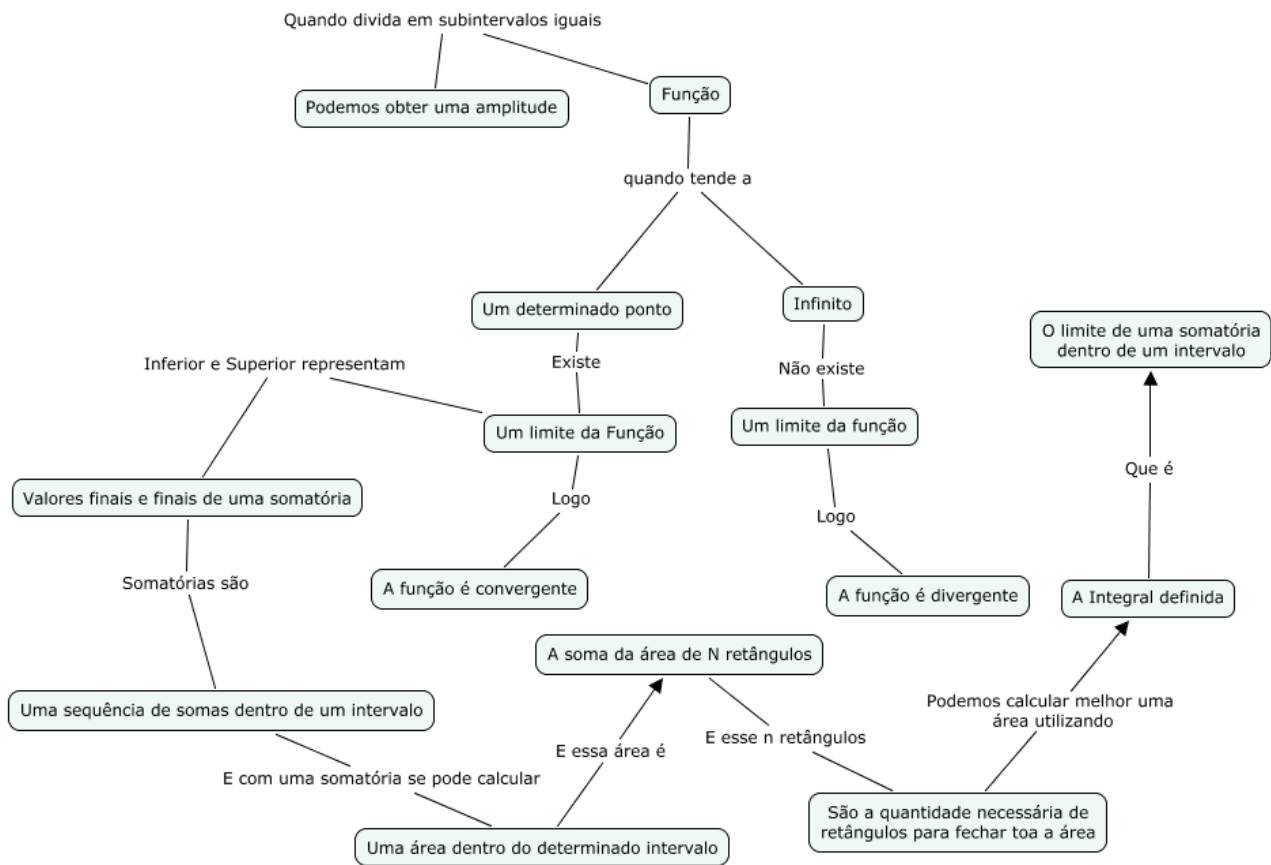 Quando divida em subintervalos iguais
Podemos obter uma amplitude
Função
quando tende a
Um determinado ponto
Infinito
O limite de uma somatória
dentro de um intervalo
Inferior e Superior representam
Existe
Não existe
Um limite da Função
Um limite da função
Que é
Valores finais e finais de uma somatória
Logo
Logo
Somatórias são
A função é convergente
A função é divergente
A Integral definida
A soma da área de N retângulos
Uma sequência de somas dentro de um intervalo
Podemos calcular melhor uma
área utilizando
E essa área é
E esse n retângulos
E com uma somatória se pode calcular
São a quantidade necessária de
retângulos para fechar toa a área
Uma área dentro do determinado intervalo